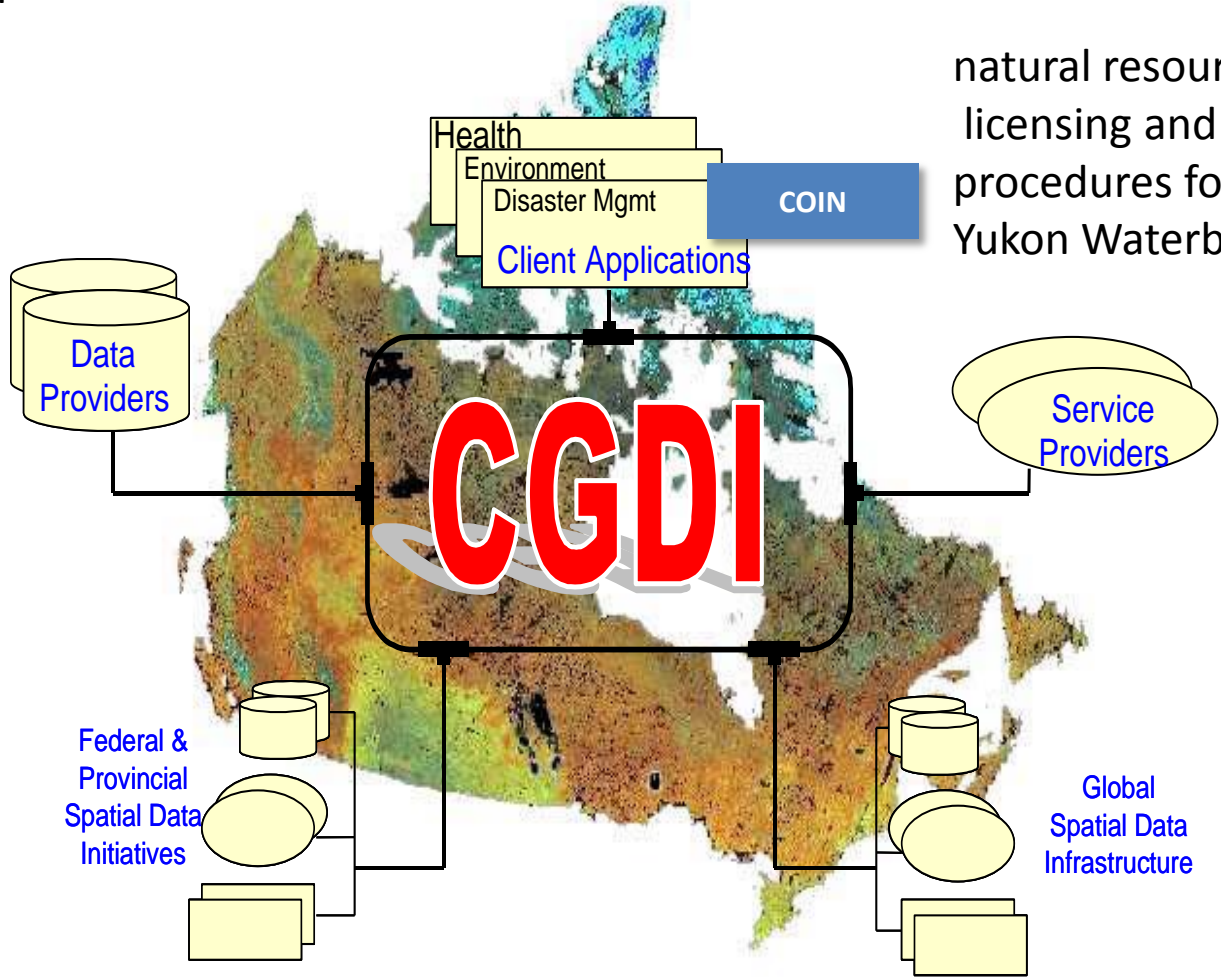 natural resour
licensing and
procedures fo
Yukon Waterb
Health
Environment
Disaster Mgmt
Client Applications
COIN
Data
Providers
Service
Providers
CGDI
Federal &
Provincial
Spatial Data
Initiatives
Global
Spatial Data
Infrastructure